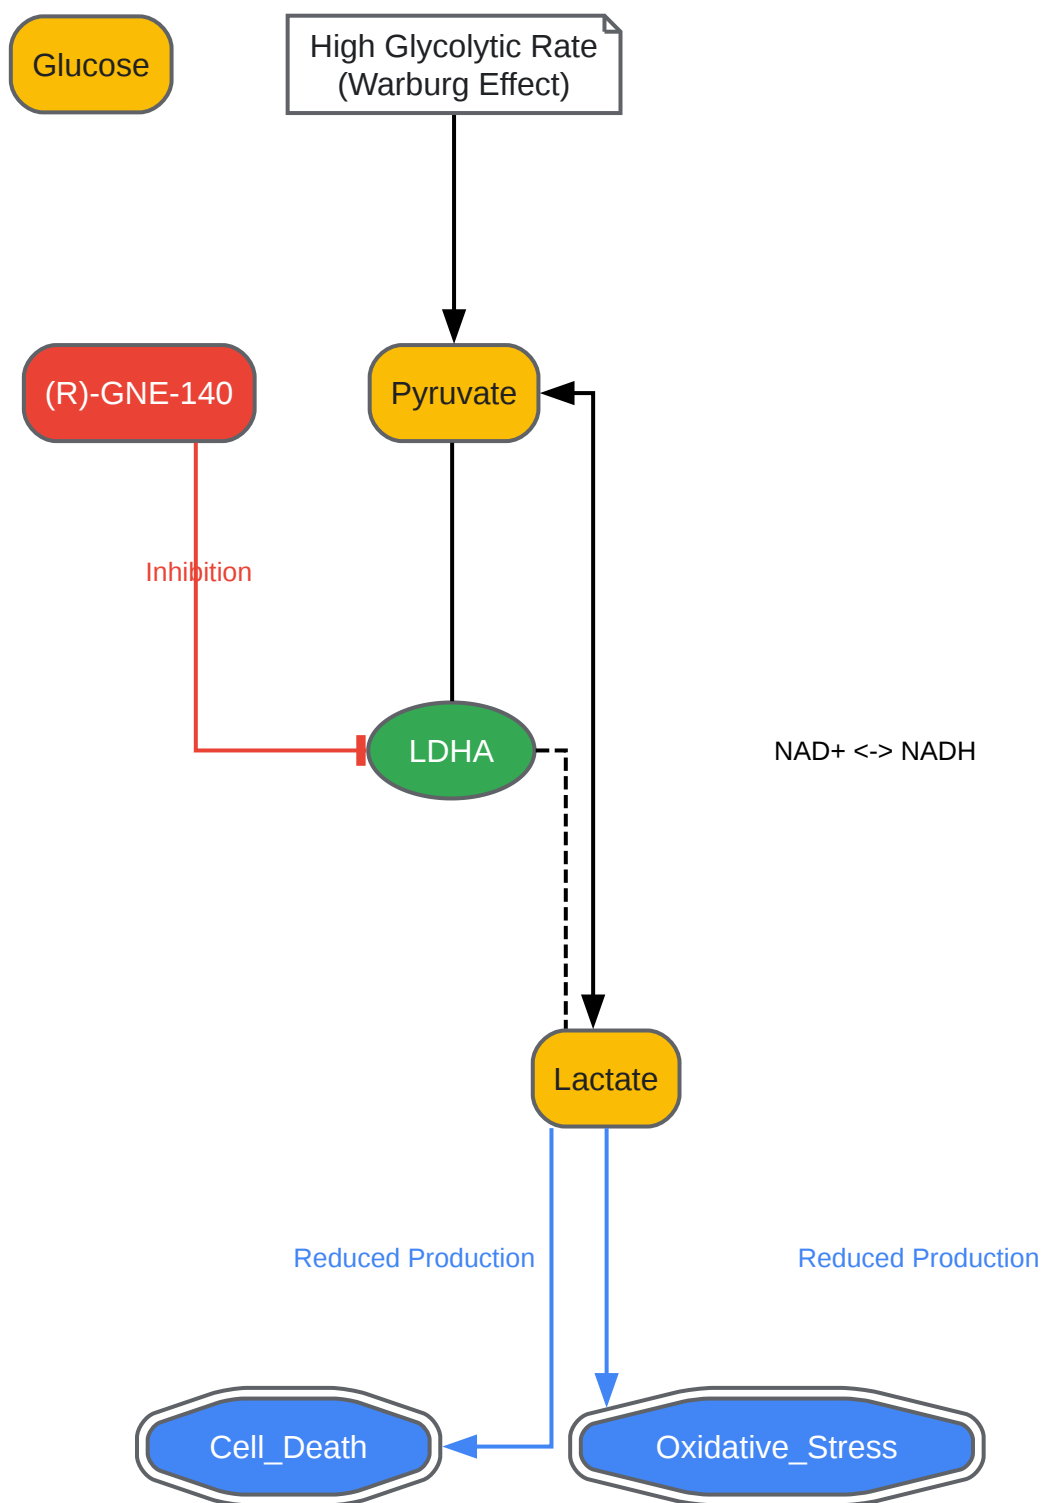 Glucose
High Glycolytic Rate
(Warburg Effect)
(R)-GNE-140
Pyruvate
Inhibition
LDHA
NAD+ <-> NADH
Lactate
Reduced Production
Reduced Production
Cell_Death
Oxidative_Stress